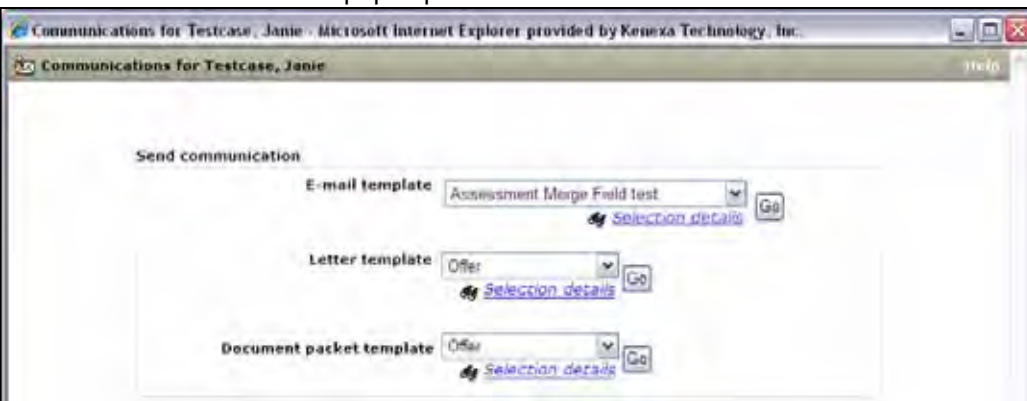 Communications for Testcase, Janie - Microsoft Internet Explorer provided by Kenexa Technology, Inc.
Communications for Testcase, Janie Help
Send communication
E-mail template Assessment Merge Field test Go
Selection details
Letter template Offer Go
Selection details
Document packet template Offer Go
Selection details